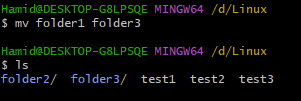 Hamid@DESKTOP-G8LPSQE MINGW64 /d/Linux
$ mv folder1 folder3
Hamid@DESKTOP-G8LPSQE MINGW64 /d/Linux
$ ls
folder2/ folder3/ test1 test2 test3